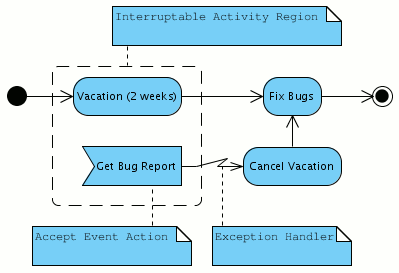 Interruptable Activity Region
Vacation (2 weeks)
Fix Bugs
Get Bug Report
Cancel Vacation
Accept Event Action
Exception Handler